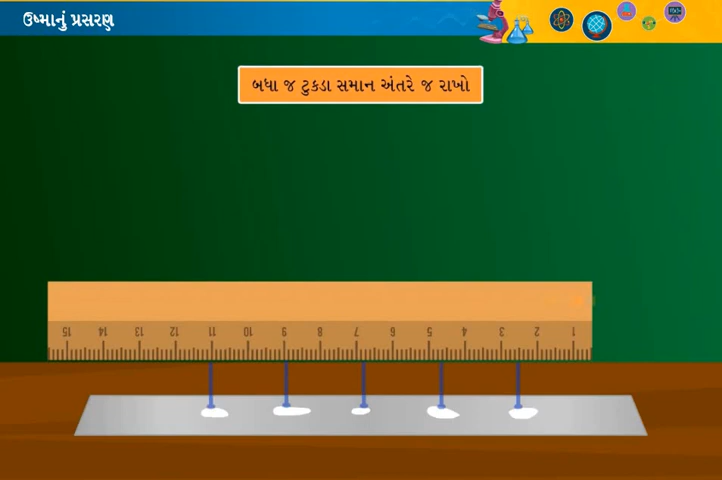 ઉષ્માનું પ્રસરણ
બધા જ ટુકડા સમાન અંતરે જ રાખો
15 14 13 12 11 10 9 8 7 6 5 4 3 2 1